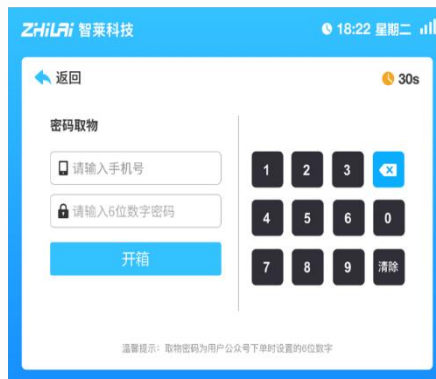 ZHiLAi 智莱科技
18:22 星期二
返回
30s
密码取物
请输入手机号
请输入6位数字密码
开箱
1 2 3
4 5 6 0
7 8 9 清除
温馨提示：取物密码为用户公众号下单时设置的6位数字